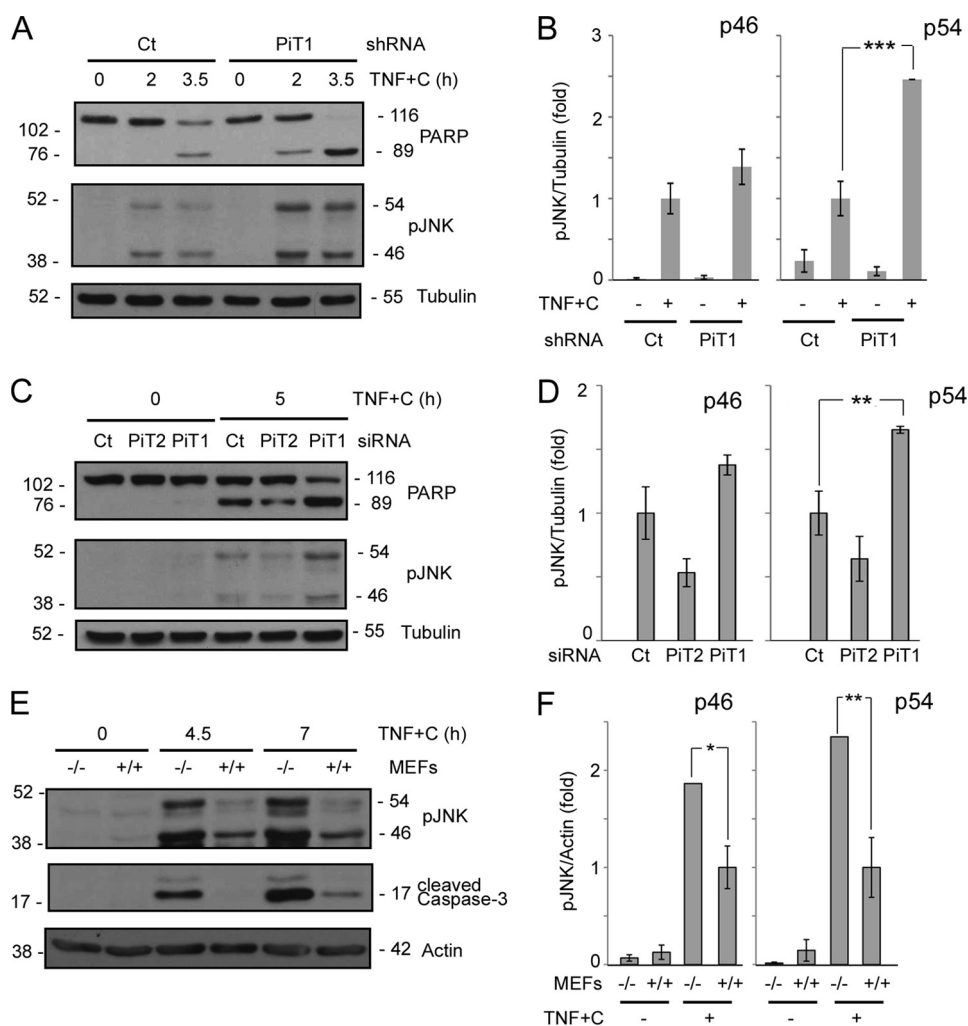 A
Ct PiT1 shRNA
0 2 3.5 0 2 3.5 TNF+C (h)
102 - - 116
PARP
76 - - 89
52 - - 54
pJNK
38 - - 46
52 - - 55 Tubulin
B
p46 p54
***
pJNK/Tubulin (fold)
3
2
1
0
TNF+C - + - + - + - +
shRNA Ct PiT1 Ct PiT1
C
0 5 TNF+C (h)
Ct PiT2 PiT1 Ct PiT2 PiT1 siRNA
102 - - 116
PARP
76 - - 89
52 - - 54
pJNK
38 - - 46
52 - - 55 Tubulin
D
p46 p54
**
pJNK/Tubulin (fold)
2
1
0
siRNA Ct PiT2 PiT1 Ct PiT2 PiT1
E
0 4.5 7 TNF+C (h)
-/- +/+ -/- +/+ -/- +/+ MEFs
52 - - 54
pJNK
38 - - 46
17 - - 17 cleaved
Caspase-3
38 - - 42 Actin
F
p46 p54
* **
pJNK/Actin (fold)
2
1
0
MEFs -/- +/+ -/- +/+ -/- +/+ -/- +/+
TNF+C - + - +